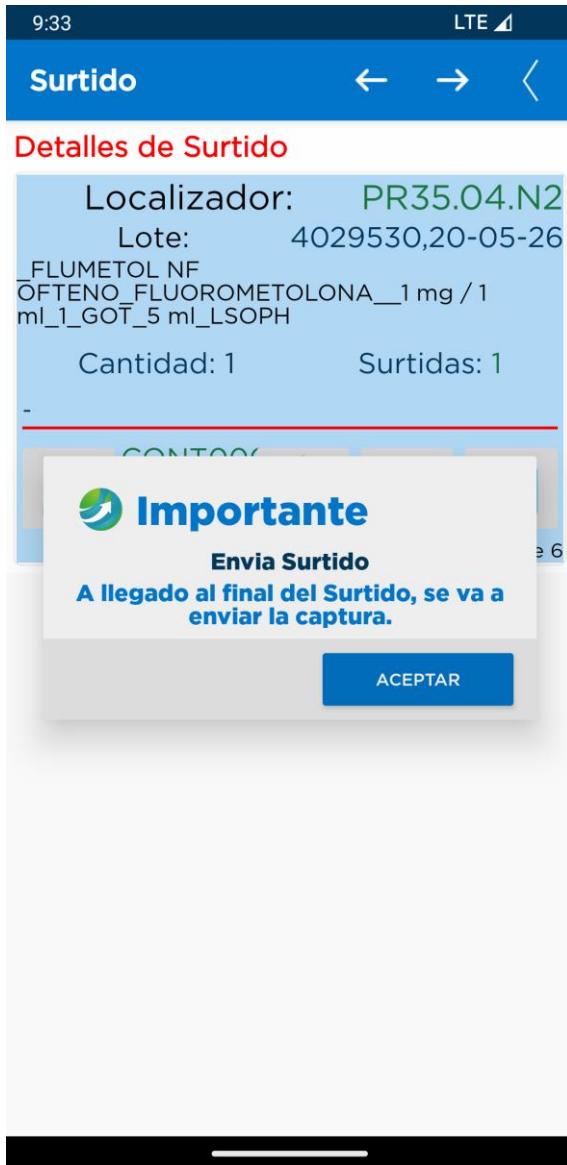 9:33 LTE
Surtido
Detalles de Surtido
Localizador: PR35.04.N2
Lote: 4029530,20-05-26
_FLUMETOL NF
OFTENO_FLUOROMETOLONA__1 mg / 1
ml_1_GOT_5 ml_LSOPH
Cantidad: 1 Surtidas: 1
-
Importante
Envia Surtido
A llegado al final del Surtido, se va a
enviar la captura.
e 6
ACEPTAR